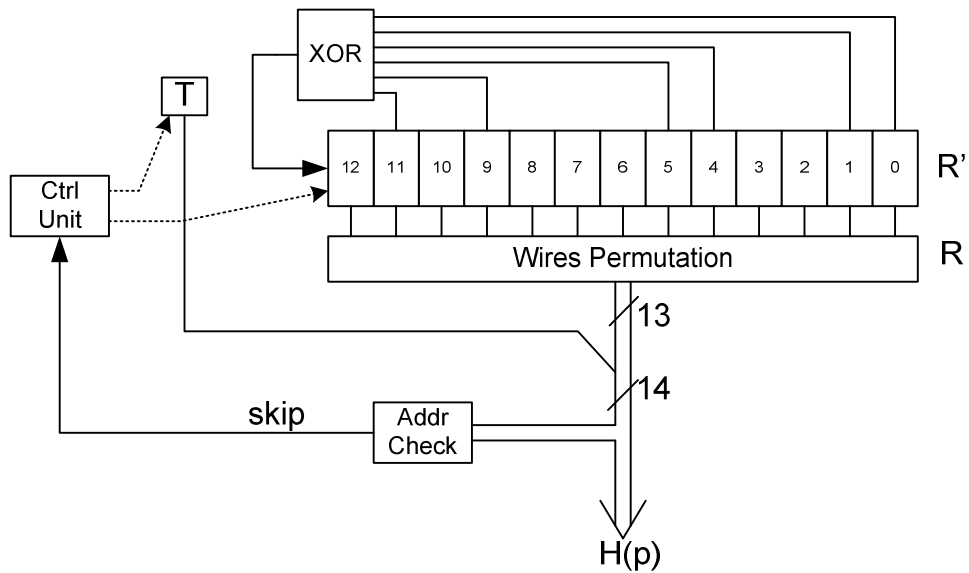 XOR
T
12 11 10 9 8 7 6 5 4 3 2 1 0
R'
Ctrl
Unit
Wires Permutation
R
13
14
skip
Addr
Check
H(p)